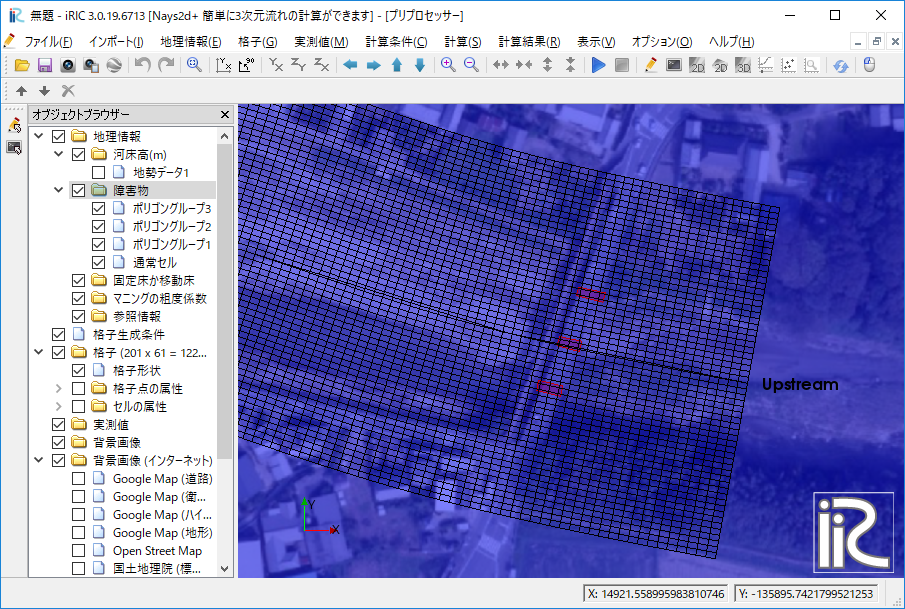 無題 - iRIC 3.0.19.6713 [Nays2d+ 簡単に3次元流れの計算ができます] - [プリプロセッサー]
ファイル(F) インポート(I) 地理情報(E) 格子(G) 実測値(M) 計算条件(C) 計算(S) 計算結果(R) 表示(V) オプション(O) ヘルプ(H)
2D 2D 3D
オブジェクトブラウザー
地理情報
河床高(m)
地勢データ1
障害物
ポリゴングループ3
ポリゴングループ2
ポリゴングループ1
通常セル
固定床か移動床
マニングの粗度係数
参照情報
格子生成条件
格子 (201 x 61 = 122...
格子形状
格子点の属性
セルの属性
実測値
背景画像
背景画像 (インターネット)
Google Map (道路)
Google Map (衛...
Google Map (ハイ...
Google Map (地形)
Open Street Map
国土地理院 (標...
Upstream
Y
X
iRIC
X: 14921.558995983810746
Y: -135895.7421799521253